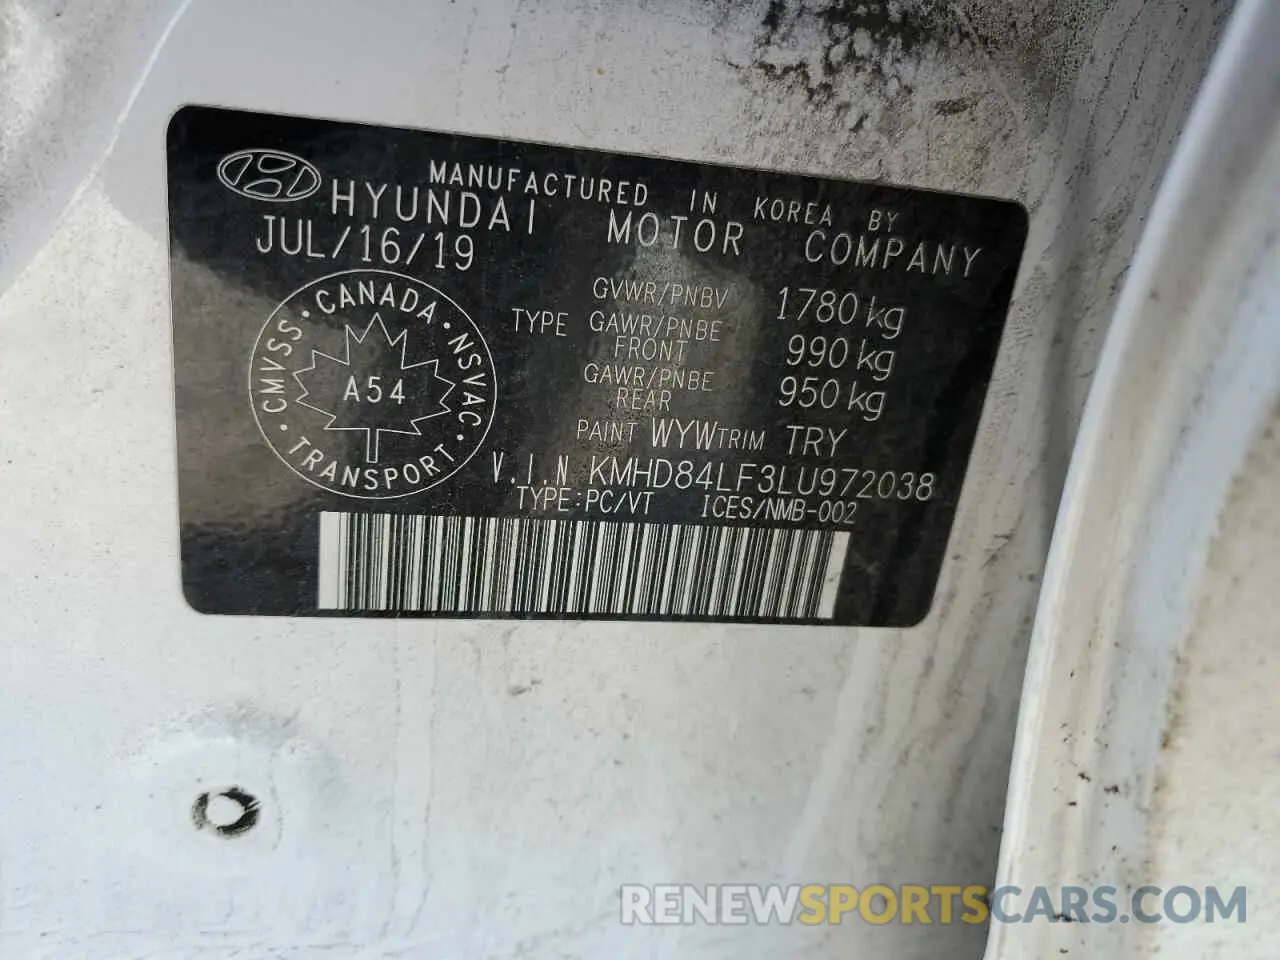 MANUFACTURED IN KOREA BY
HYUNDAI MOTOR COMPANY
JUL/16/19
CMVSS · CANADA · NSVAC · TRANSPORT ·
A54
GVWR/PNBV 1780 kg
TYPE GAWR/PNBE FRONT 990 kg
GAWR/PNBE REAR 950 kg
PAINT WYW TRIM TRY
V.I.N KMHD84LF3LU972038
TYPE:PC/VT ICES/NMB-002
RENEWSPORTSCARS.COM